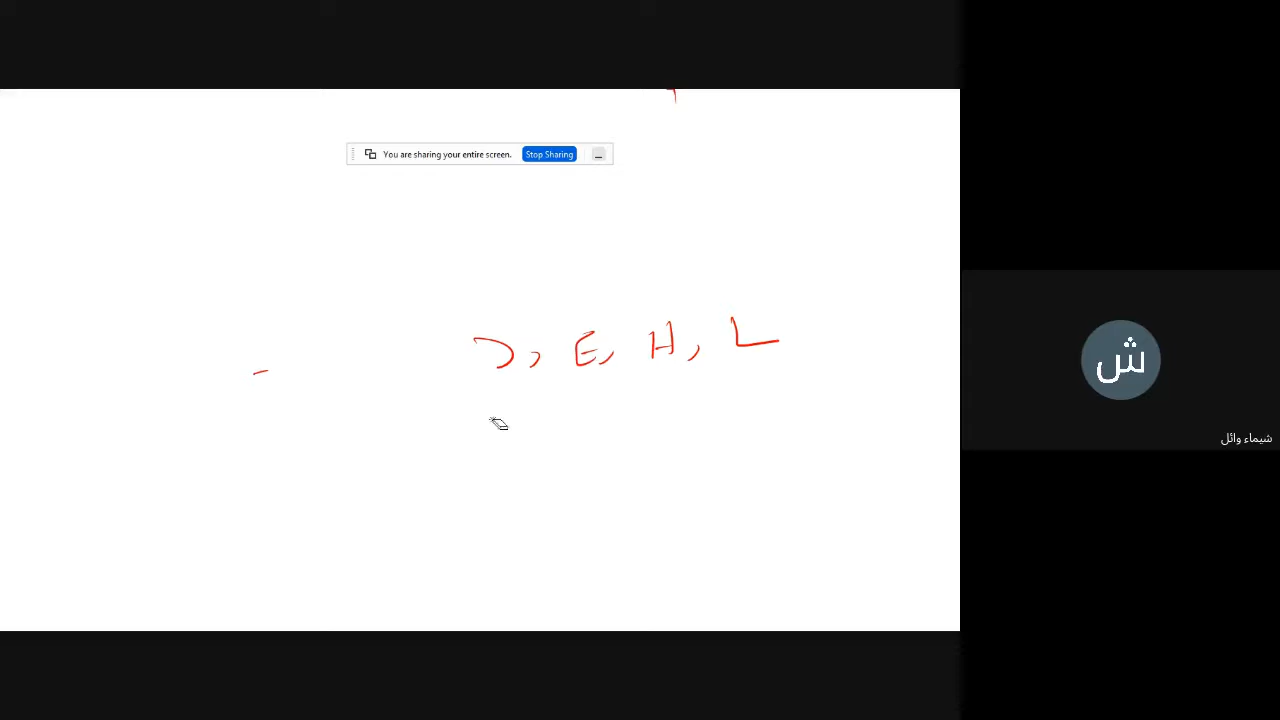 You are sharing your entire screen. Stop Sharing
D, E, H, L
ش
شيماء وائل